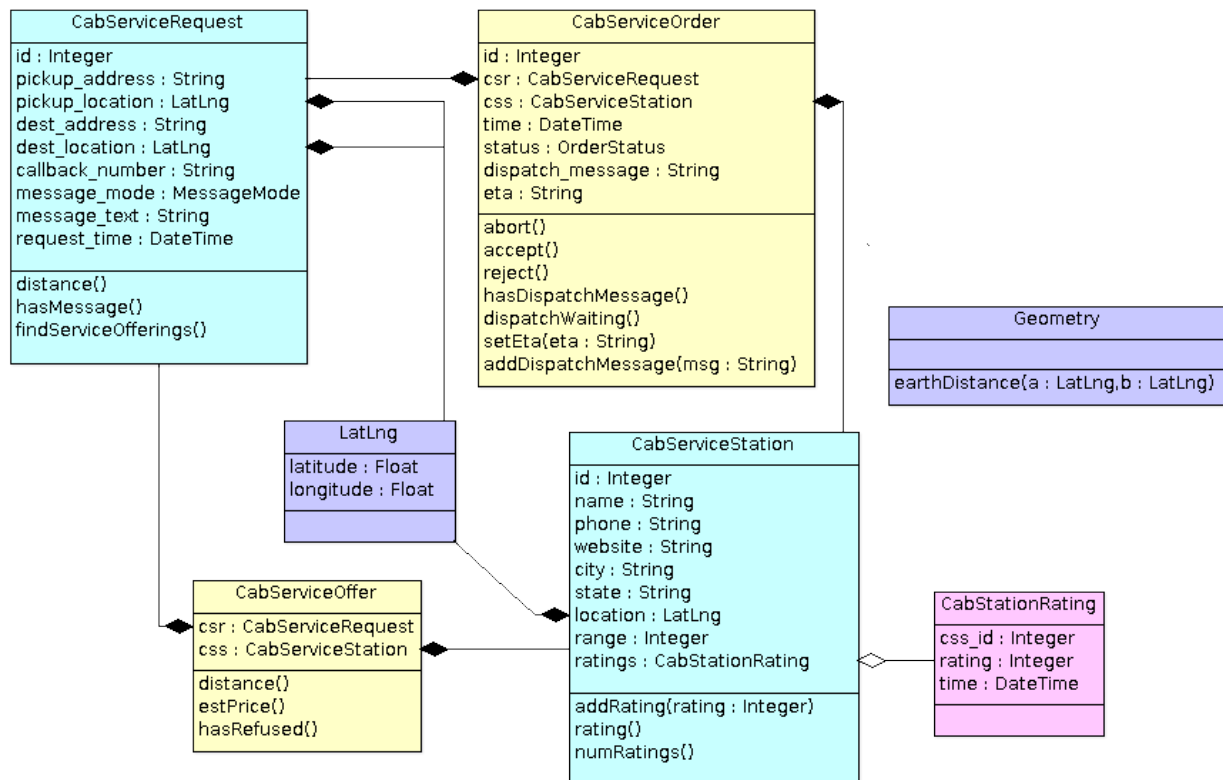 CabServiceRequest
id : Integer
pickup_address : String
pickup_location : LatLng
dest_address : String
dest_location : LatLng
callback_number : String
message_mode : MessageMode
message_text : String
request_time : DateTime
distance()
hasMessage()
findServiceOfferings()
CabServiceOrder
id : Integer
csr : CabServiceRequest
css : CabServiceStation
time : DateTime
status : OrderStatus
dispatch_message : String
eta : String
abort()
accept()
reject()
hasDispatchMessage()
dispatchWaiting()
setEta(eta : String)
addDispatchMessage(msg : String)
Geometry
earthDistance(a : LatLng,b : LatLng)
LatLng
latitude : Float
longitude : Float
CabServiceStation
id : Integer
name : String
phone : String
website : String
city : String
state : String
location : LatLng
range : Integer
ratings : CabStationRating
addRating(rating : Integer)
rating()
numRatings()
CabServiceOffer
csr : CabServiceRequest
css : CabServiceStation
distance()
estPrice()
hasRefused()
CabStationRating
css_id : Integer
rating : Integer
time : DateTime